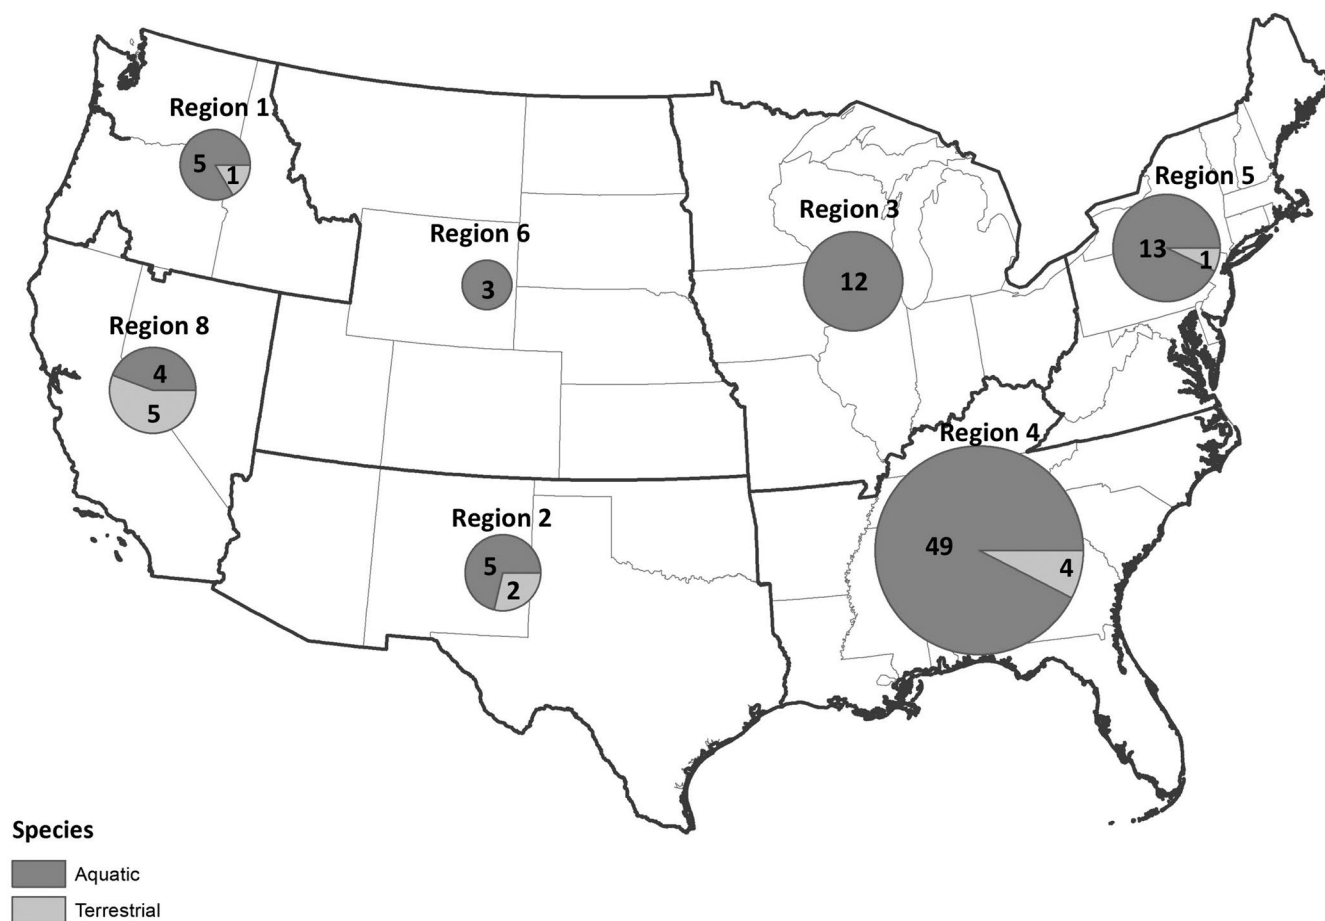 Region 1
5
1
Region 5
13
1
Region 3
12
Region 6
3
Region 8
4
5
Region 4
49
4
Region 2
5
2
Species
Aquatic
Terrestrial